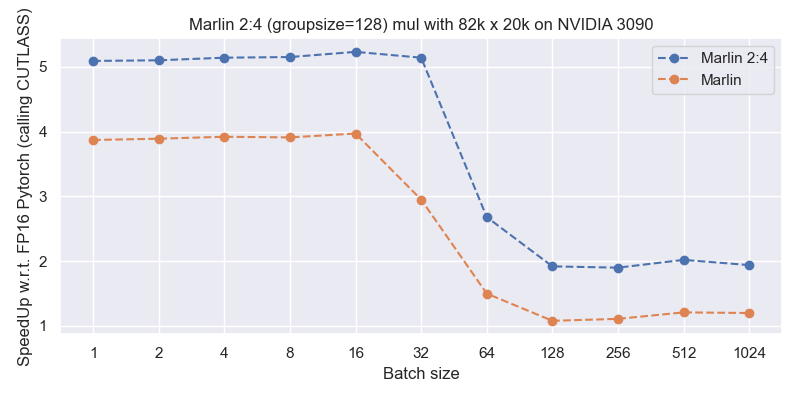 Marlin 2:4 (groupsize=128) mul with 82k x 20k on NVIDIA 3090
SpeedUp w.r.t. FP16 Pytorch (calling CUTLASS)
5
4
3
2
1
Marlin 2:4
Marlin
1 2 4 8 16 32 64 128 256 512 1024
Batch size